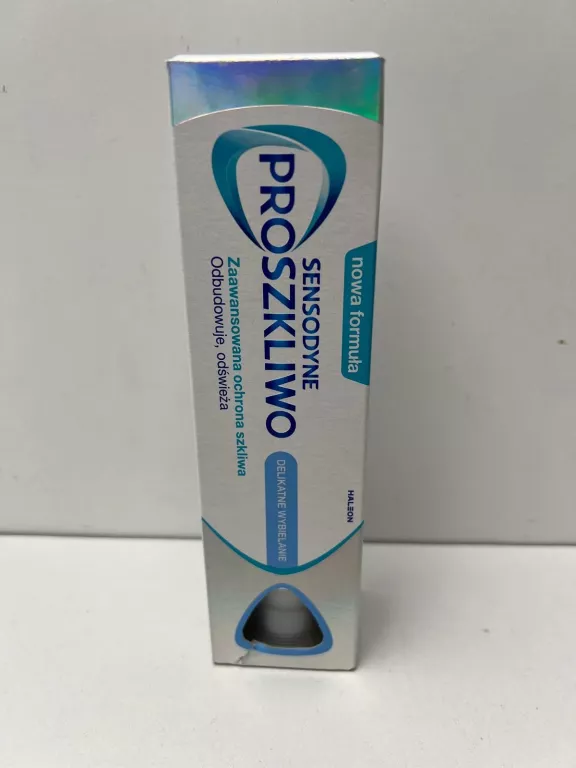 nowa formuła
SENSODYNE
PROSZKLIWO
Zaawansowana ochrona szkliwa
Odbudowuje, odświeża
DELIKATNE WYBIELANIE
HALEON